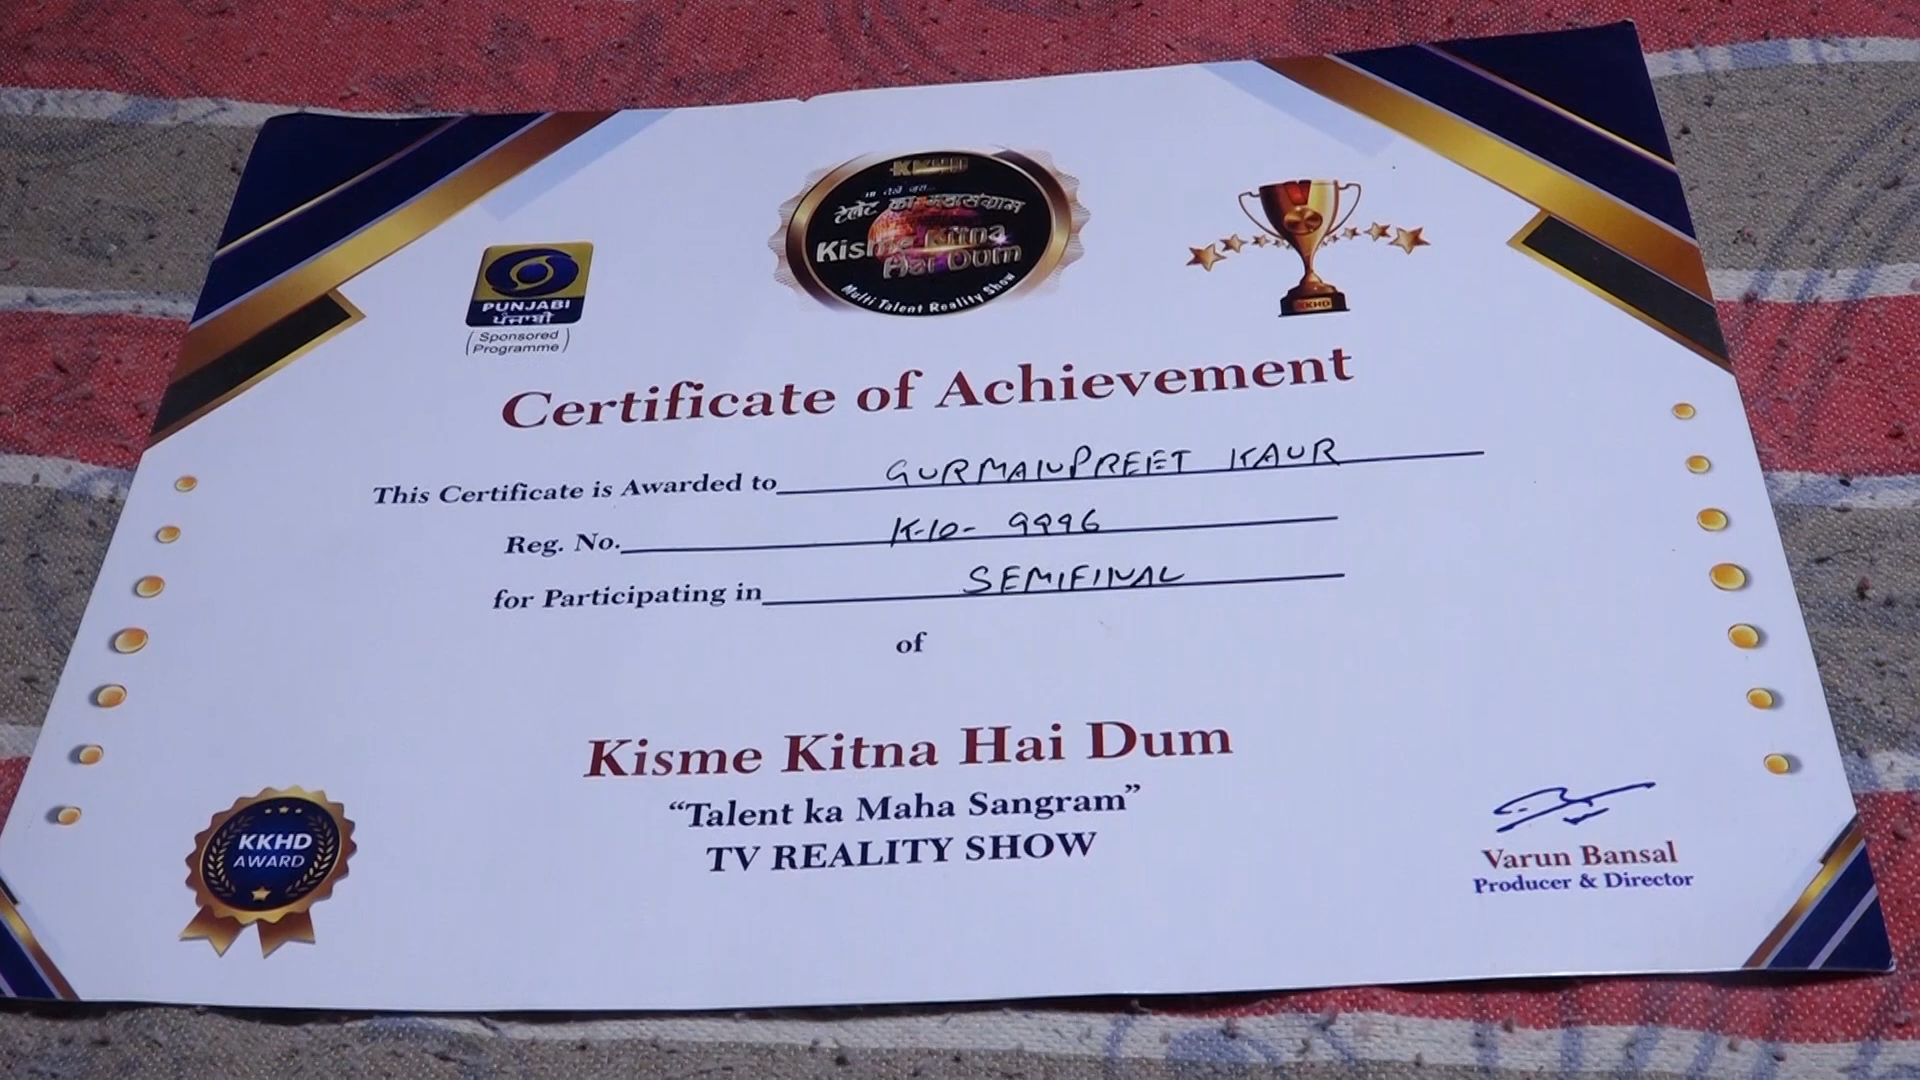 KKHD
टेलेंट का महासंग्राम
Kisme Kitna
Hai Dum
Multi Talent Reality Show
PUNJABI
ਪੰਜਾਬੀ
(Sponsored
Programme)
KKHD
Certificate of Achievement
This Certificate is Awarded to GURMANPREET KAUR
Reg. No. K-10- 9996
for Participating in SEMIFINAL
of
Kisme Kitna Hai Dum
“Talent ka Maha Sangram”
TV REALITY SHOW
KKHD
AWARD
Varun Bansal
Producer & Director